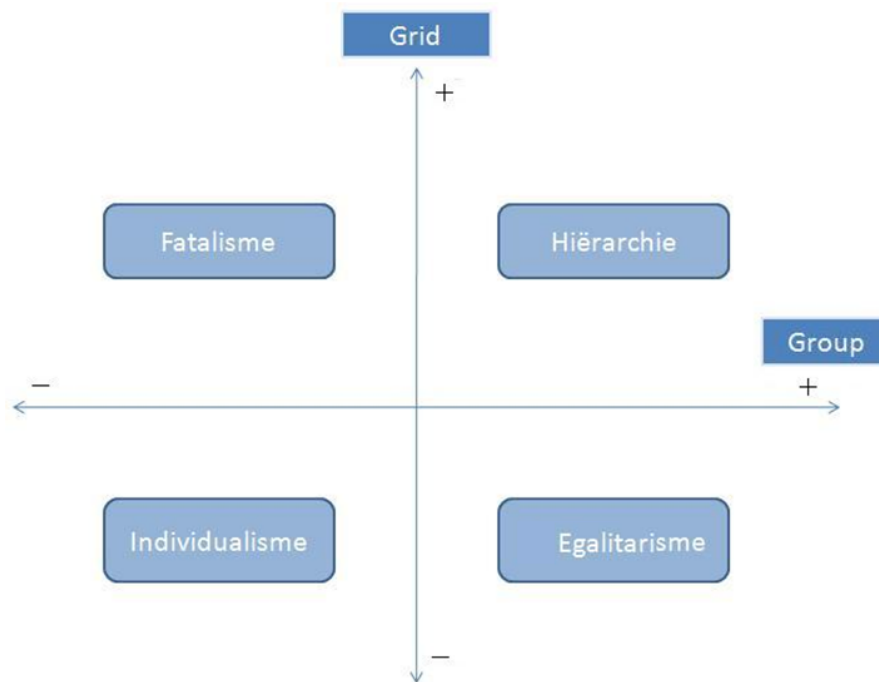 Grid
+
Fatalisme
Hiërarchie
Group
− +
Individualisme
Egalitarisme
−